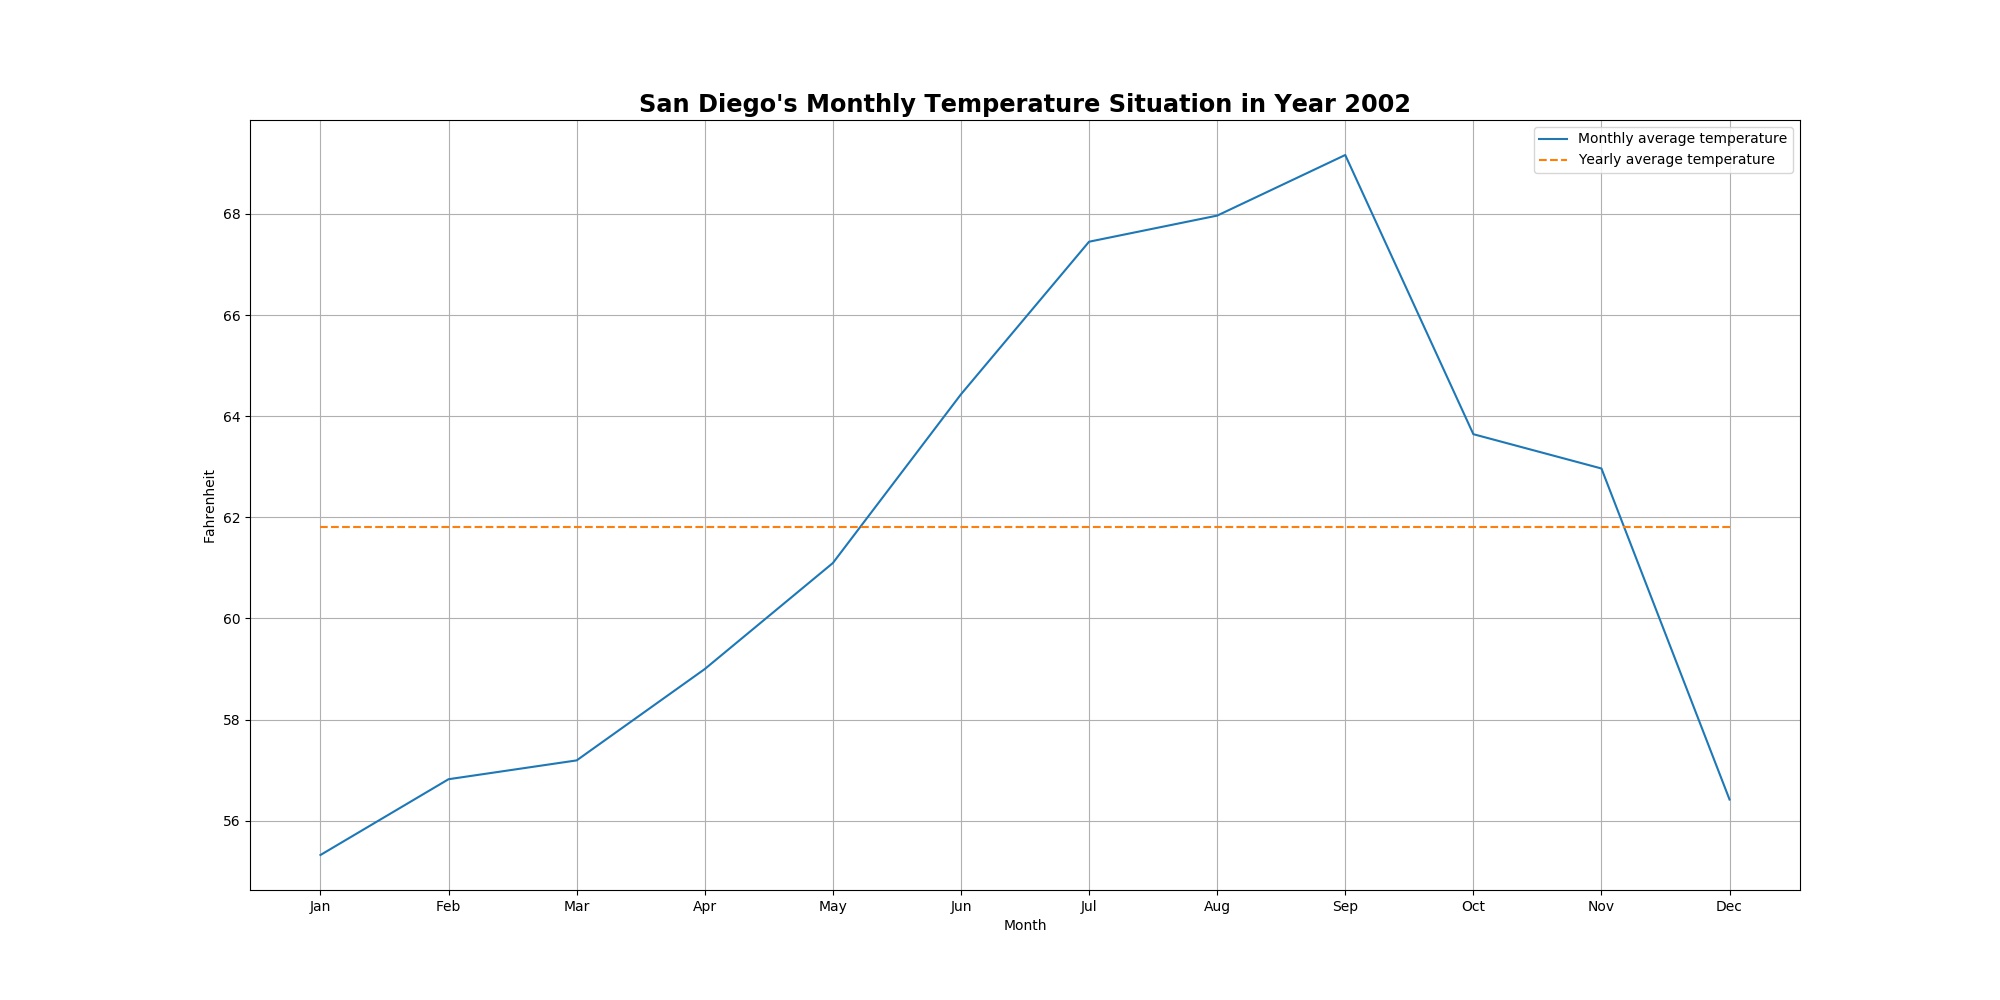 San Diego's Monthly Temperature Situation in Year 2002
Monthly average temperature
Yearly average temperature
68
66
64
62
60
58
56
Fahrenheit
Jan Feb Mar Apr May Jun Jul Aug Sep Oct Nov Dec
Month